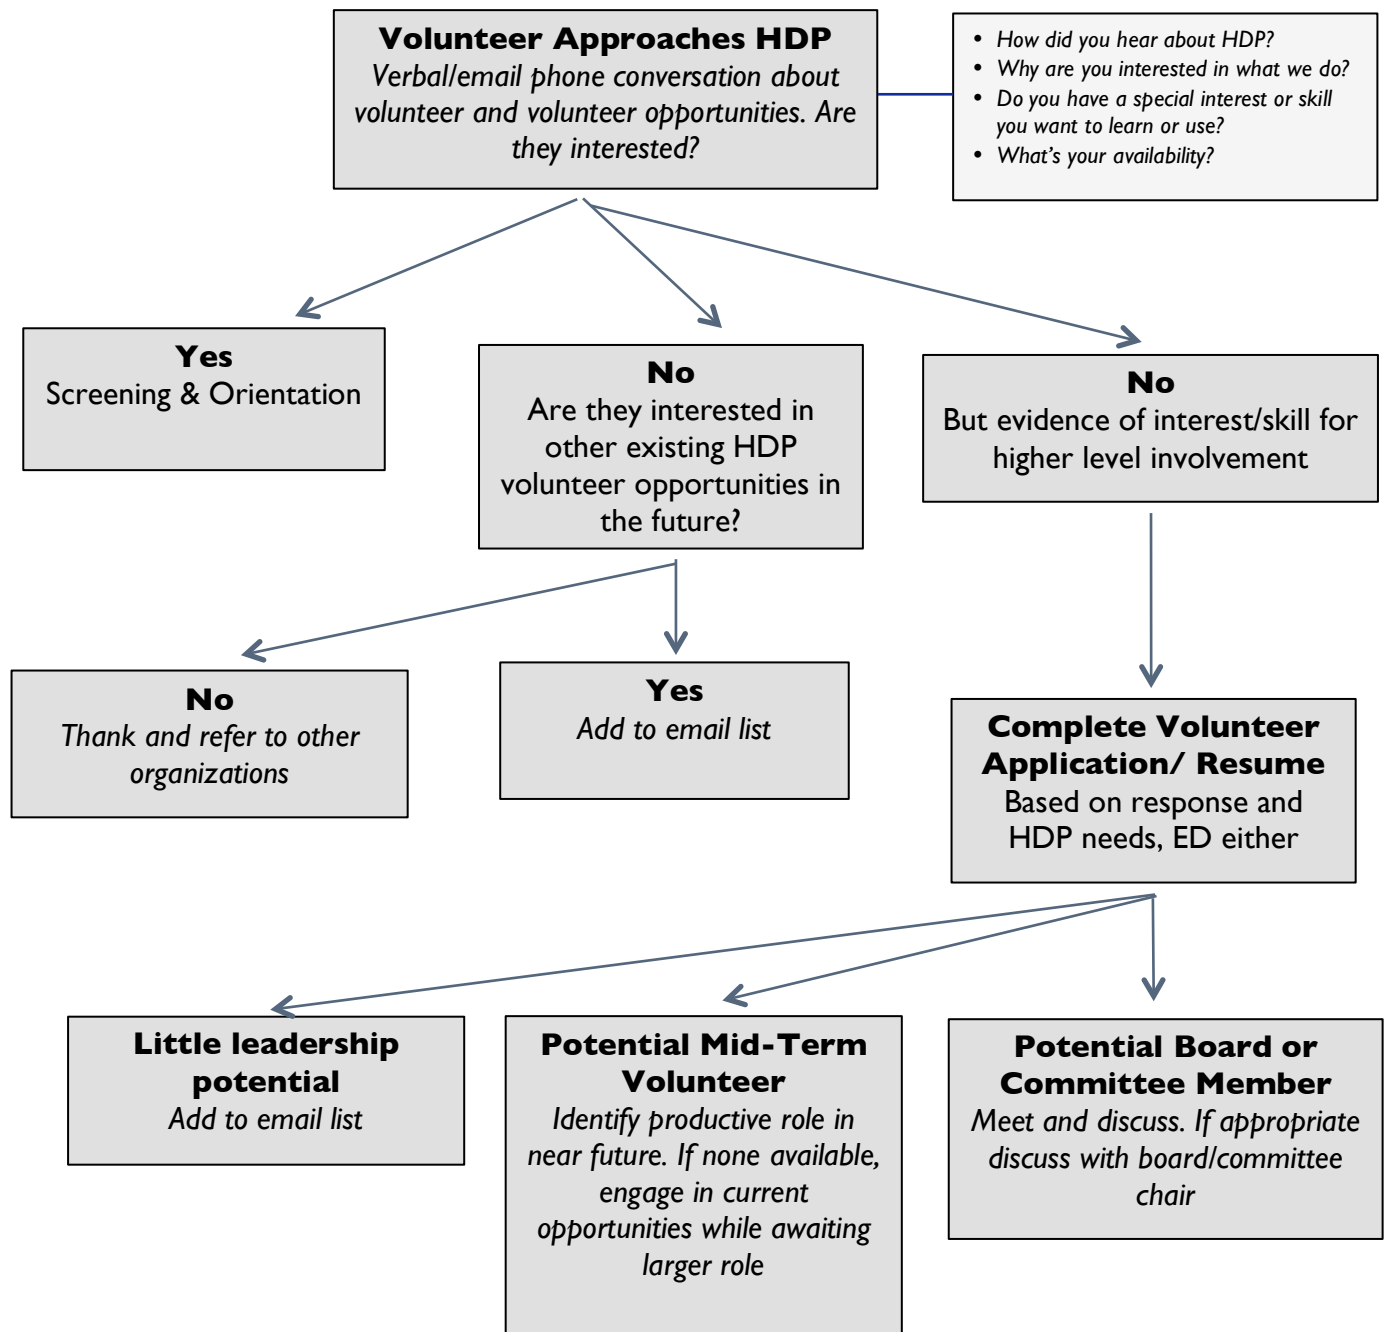 Volunteer Approaches HDP
Verbal/email phone conversation about
volunteer and volunteer opportunities. Are
they interested?
• How did you hear about HDP?
• Why are you interested in what we do?
• Do you have a special interest or skill
you want to learn or use?
• What's your availability?
Yes
Screening & Orientation
No
Are they interested in
other existing HDP
volunteer opportunities in
the future?
No
But evidence of interest/skill for
higher level involvement
No
Thank and refer to other
organizations
Yes
Add to email list
Complete Volunteer
Application/ Resume
Based on response and
HDP needs, ED either
Little leadership
potential
Add to email list
Potential Mid-Term
Volunteer
Identify productive role in
near future. If none available,
engage in current
opportunities while awaiting
larger role
Potential Board or
Committee Member
Meet and discuss. If appropriate
discuss with board/committee
chair